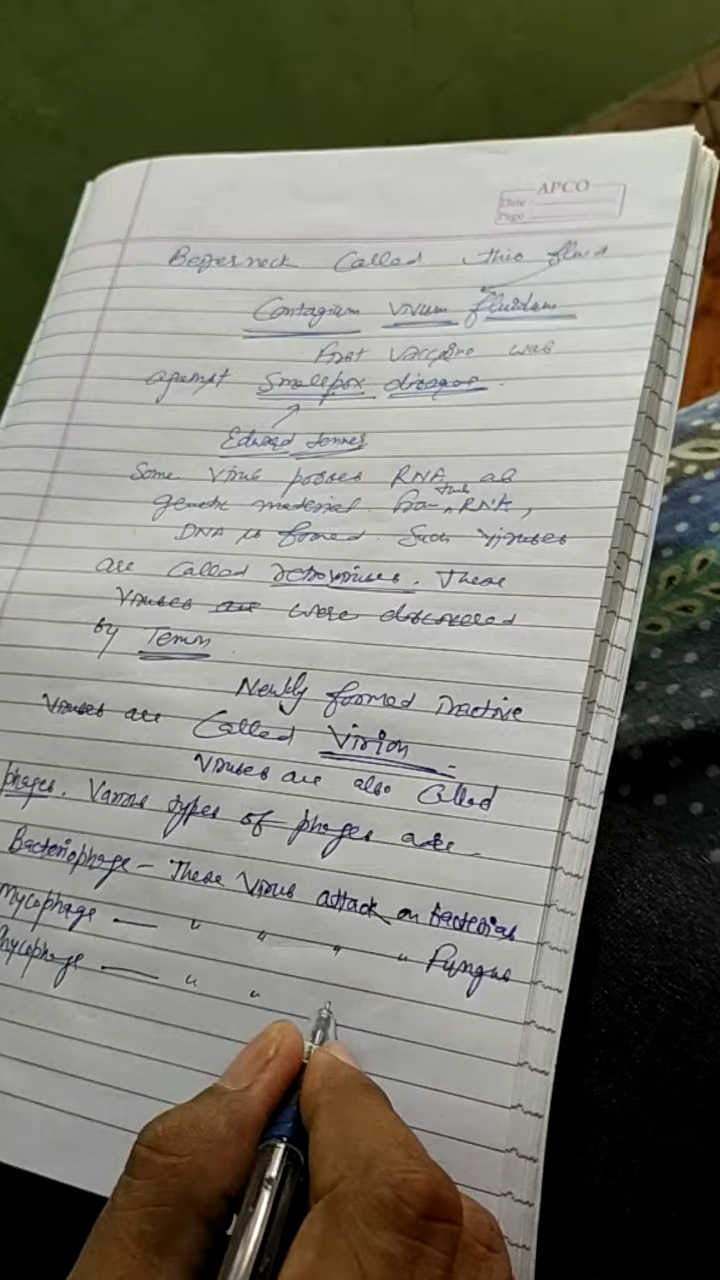 APCO
Date
Page
Bejerneck Called this fluid
Contagium vivum fluidum
first vaccine was
against Smallpox disease.
Edward Jenner
Some virus posses RNA as
genetic material. from this RNA,
DNA is formed. Such viruses
are called retroviruses. These
Viruses are were discovered
by Temin
Newly formed Inactive
Viruses are Called Virion.
Viruses are also Called
phages. Various types of phages are
Bacteriophage - These Virus attack on Bacterias
Mycophage — " " " " Fungus
Phycophage — " "